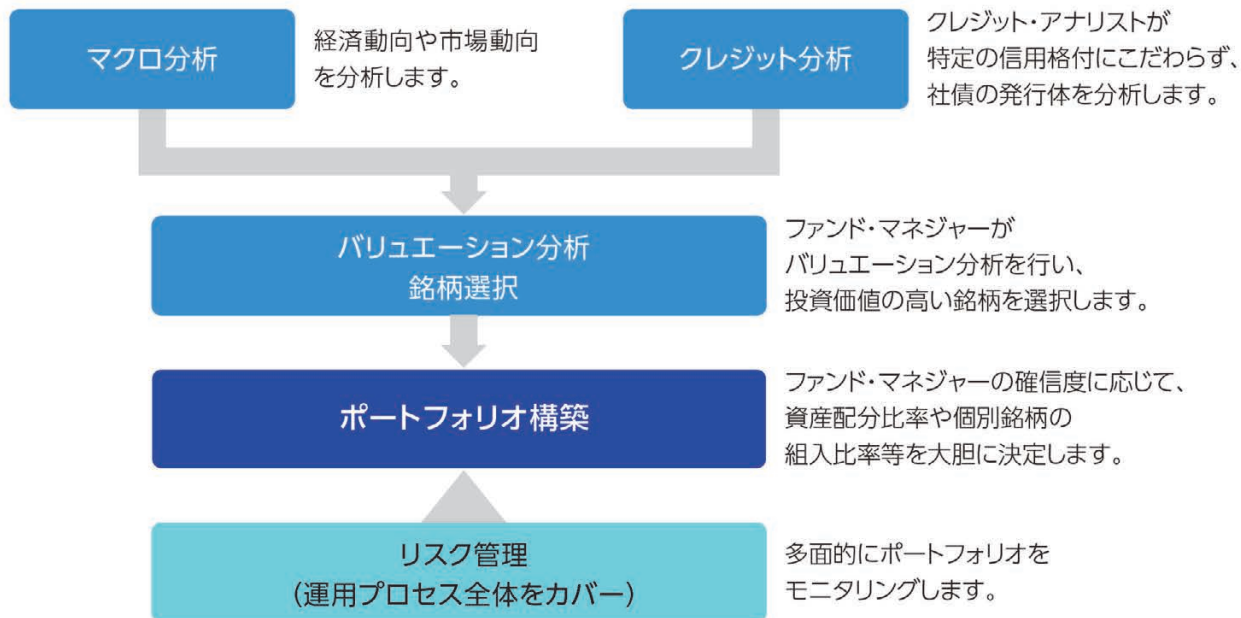 マクロ分析
経済動向や市場動向
を分析します。
クレジット分析
クレジット・アナリストが
特定の信用格付にこだわらず、
社債の発行体を分析します。
バリュエーション分析
銘柄選択
ファンド・マネジャーが
バリュエーション分析を行い、
投資価値の高い銘柄を選択します。
ポートフォリオ構築
ファンド・マネジャーの確信度に応じて、
資産配分比率や個別銘柄の
組入比率等を大胆に決定します。
リスク管理
(運用プロセス全体をカバー)
多面的にポートフォリオを
モニタリングします。